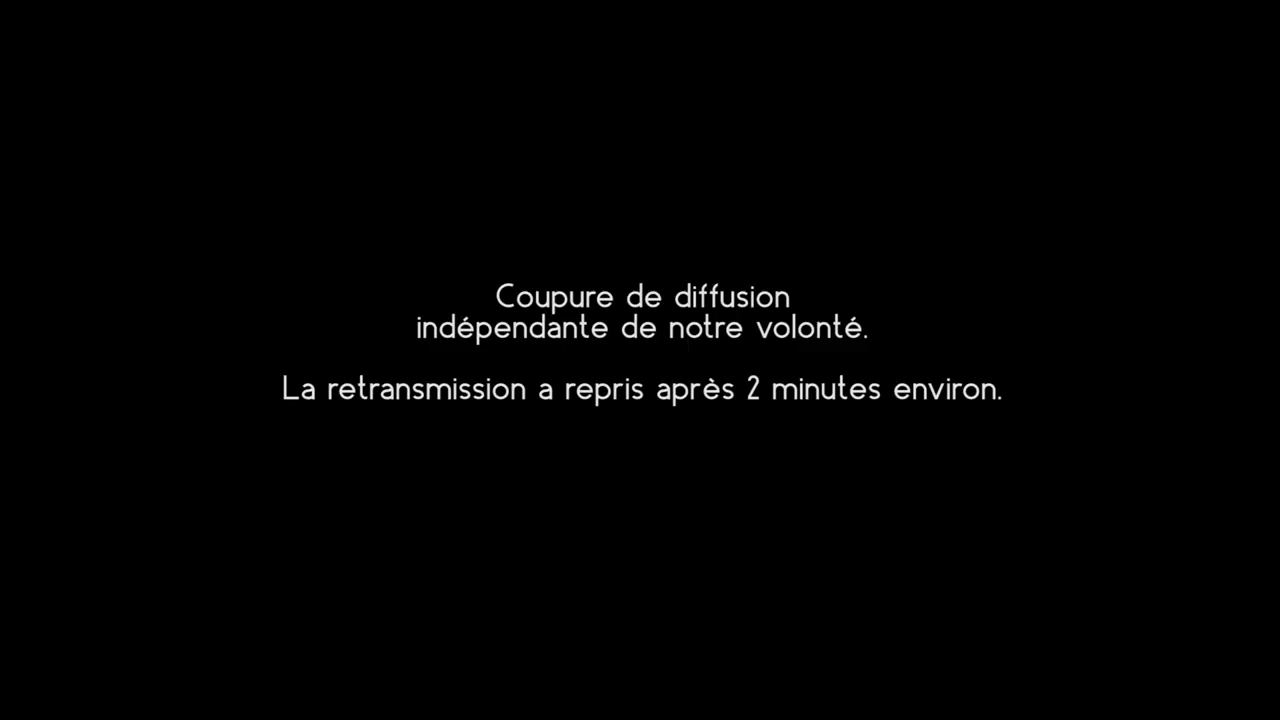 Coupure de diffusion
indépendante de notre volonté.
La retransmission a repris après 2 minutes environ.